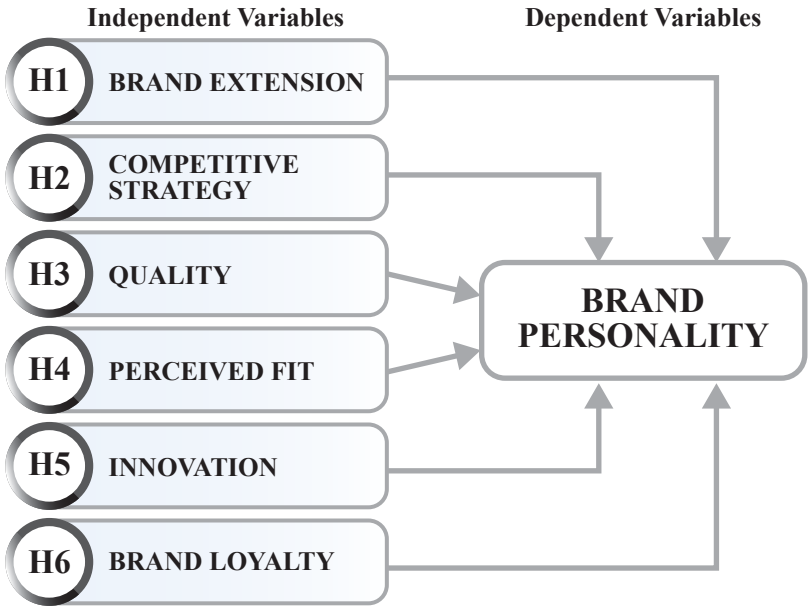 Independent Variables
Dependent Variables
H1
BRAND EXTENSION
H2
COMPETITIVE
STRATEGY
H3
QUALITY
H4
PERCEIVED FIT
H5
INNOVATION
H6
BRAND LOYALTY
BRAND
PERSONALITY